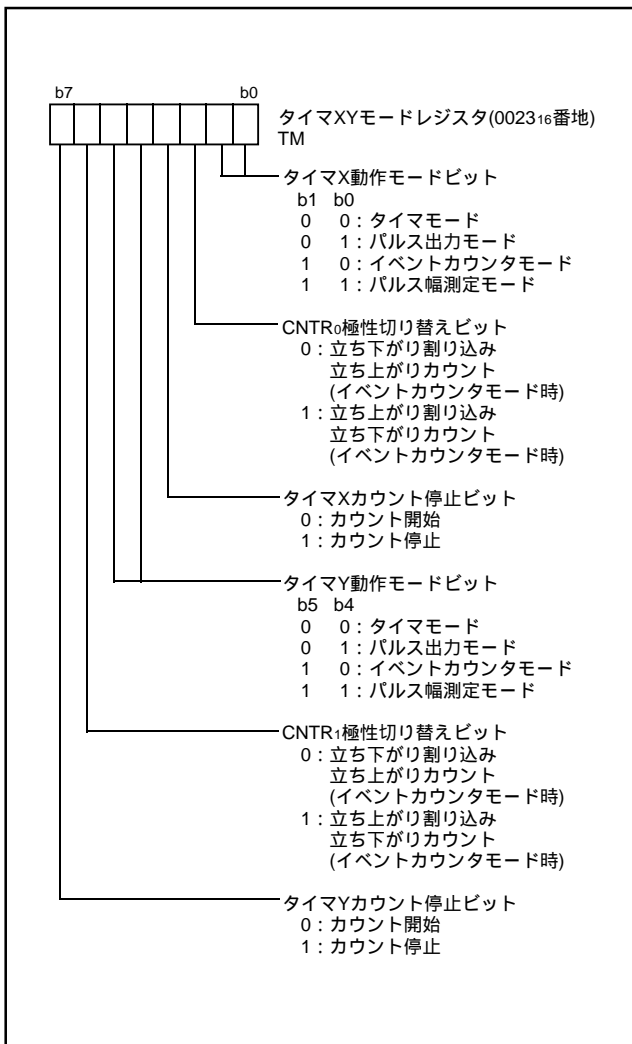 b7 b0
タイマXYモードレジスタ(002316番地)
TM
タイマX動作モードビット
b1 b0
0 0：タイマモード
0 1：パルス出力モード
1 0：イベントカウンタモード
1 1：パルス幅測定モード
CNTR0極性切り替えビット
0：立ち下がり割り込み
立ち上がりカウント
(イベントカウンタモード時)
1：立ち上がり割り込み
立ち下がりカウント
(イベントカウンタモード時)
タイマXカウント停止ビット
0：カウント開始
1：カウント停止
タイマY動作モードビット
b5 b4
0 0：タイマモード
0 1：パルス出力モード
1 0：イベントカウンタモード
1 1：パルス幅測定モード
CNTR1極性切り替えビット
0：立ち下がり割り込み
立ち上がりカウント
(イベントカウンタモード時)
1：立ち上がり割り込み
立ち下がりカウント
(イベントカウンタモード時)
タイマYカウント停止ビット
0：カウント開始
1：カウント停止